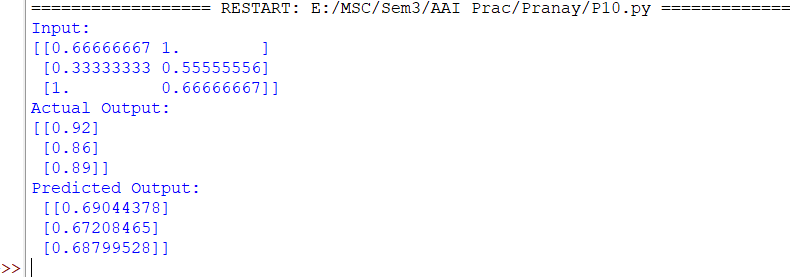 ================== RESTART: E:/MSC/Sem3/AAI Prac/Pranay/P10.py =============
Input:
[[0.66666667 1.        ]
 [0.33333333 0.55555556]
 [1.         0.66666667]]
Actual Output:
[[0.92]
 [0.86]
 [0.89]]
Predicted Output:
 [[0.69044378]
 [0.67208465]
 [0.68799528]]
>>